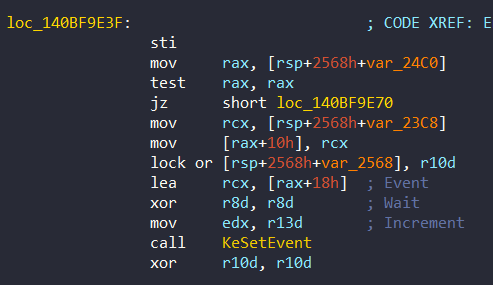 loc_140BF9E3F: ; CODE XREF: E
sti
mov rax, [rsp+2568h+var_24C0]
test rax, rax
jz short loc_140BF9E70
mov rcx, [rsp+2568h+var_23C8]
mov [rax+10h], rcx
lock or [rsp+2568h+var_2568], r10d
lea rcx, [rax+18h] ; Event
xor r8d, r8d ; Wait
mov edx, r13d ; Increment
call KeSetEvent
xor r10d, r10d